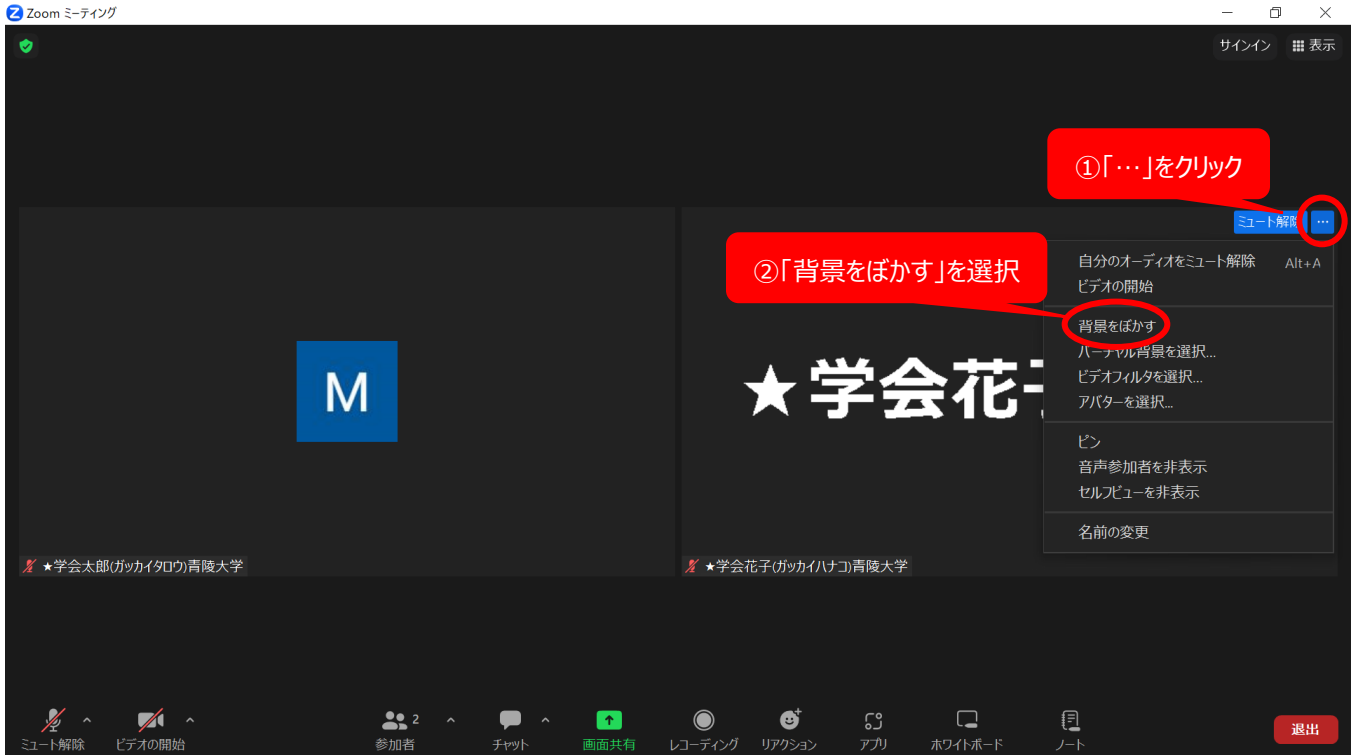 Zoom ミーティング
サインイン 表示
①「…」をクリック
ミュート解除 …
②「背景をぼかす」を選択
自分のオーディオをミュート解除 Alt+A
ビデオの開始
背景をぼかす
バーチャル背景を選択...
ビデオフィルタを選択...
アバターを選択...
ピン
音声参加者を非表示
セルフビューを非表示
名前の変更
M
★学会花子
★学会太郎(ガッカイタロウ)青陵大学
★学会花子(ガッカイハナコ)青陵大学
ミュート解除 ビデオの開始 参加者 2 チャット 画面共有 レコーディング リアクション アプリ ホワイトボード ノート 退出